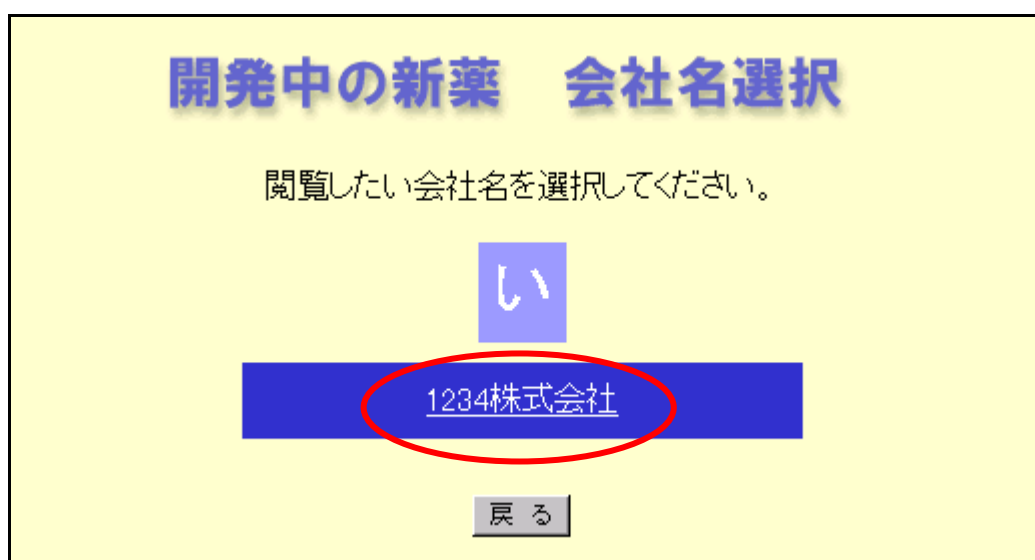 開発中の新薬　会社名選択
閲覧したい会社名を選択してください。
い
1234株式会社
戻 る